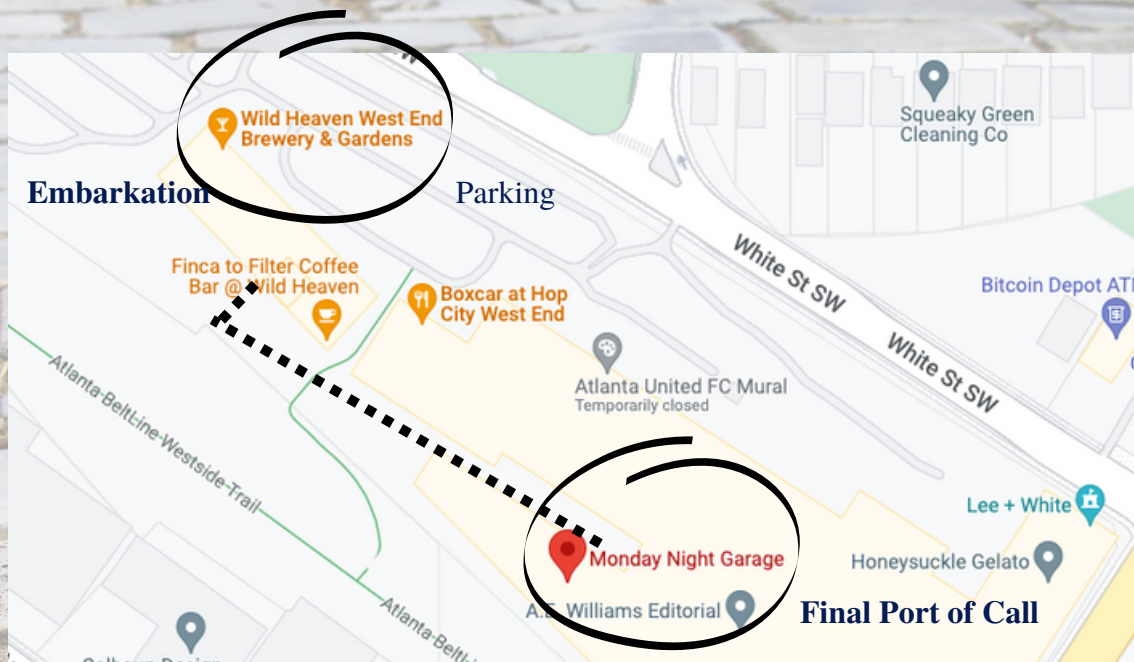 Wild Heaven West End
Brewery & Gardens
Squeaky Green
Cleaning Co
Embarkation
Parking
White St SW
Finca to Filter Coffee
Bar @ Wild Heaven
Boxcar at Hop
City West End
Bitcoin Depot AT
White St SW
Atlanta United FC Mural
Temporarily closed
Atlanta BeltLine Westside Trail
Lee + White
Monday Night Garage
Honeysuckle Gelato
A.E. Williams Editorial
Final Port of Call
Atlanta Beltli